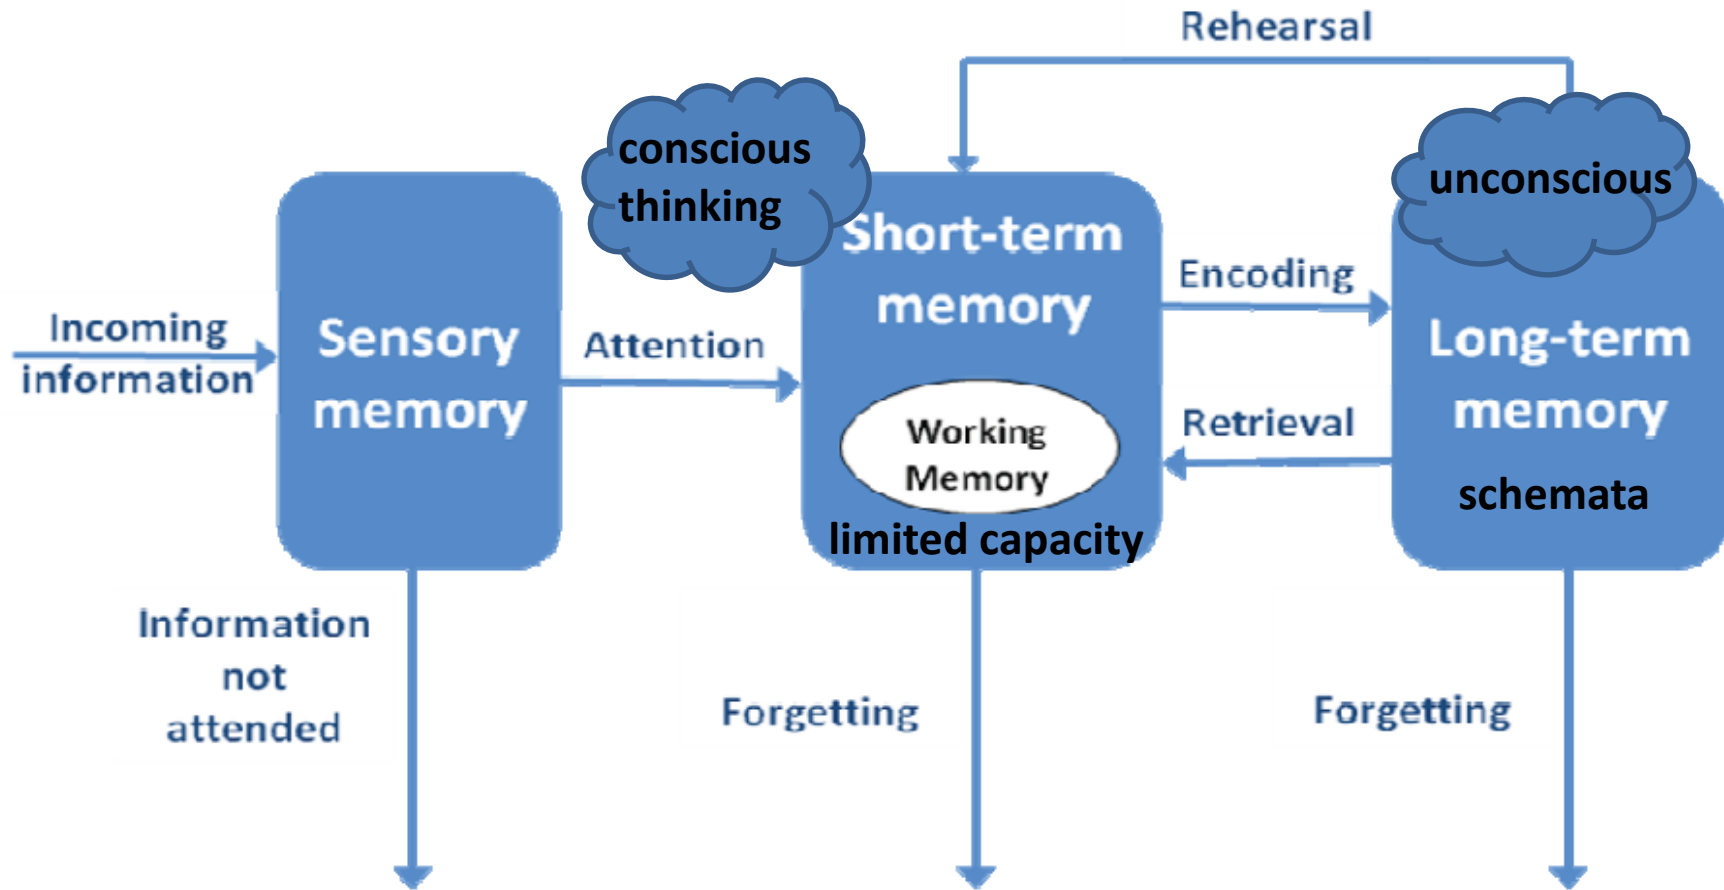 Rehearsal
conscious
thinking
unconscious
Short-term
memory
Encoding
Incoming
information
Sensory
memory
Attention
Long-term
memory
Working
Memory
Retrieval
schemata
limited capacity
Information
not
attended
Forgetting
Forgetting